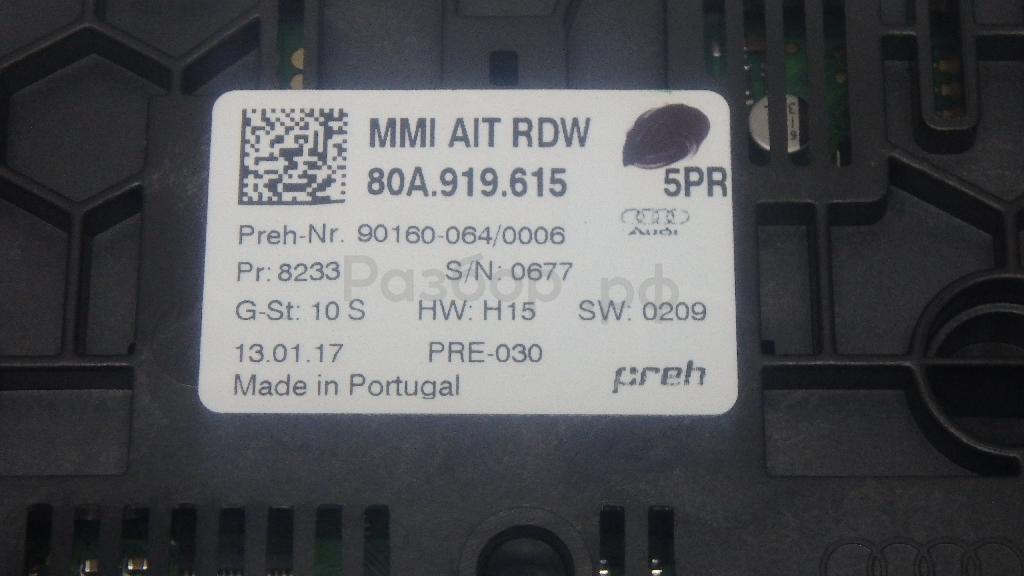 MMI AIT RDW
80A.919.615 5PR
Audi
Preh-Nr. 90160-064/0006
Pr: 8233 S/N: 0677
Разбор рф
G-St: 10 S HW: H15 SW: 0209
13.01.17 PRE-030
Made in Portugal preh